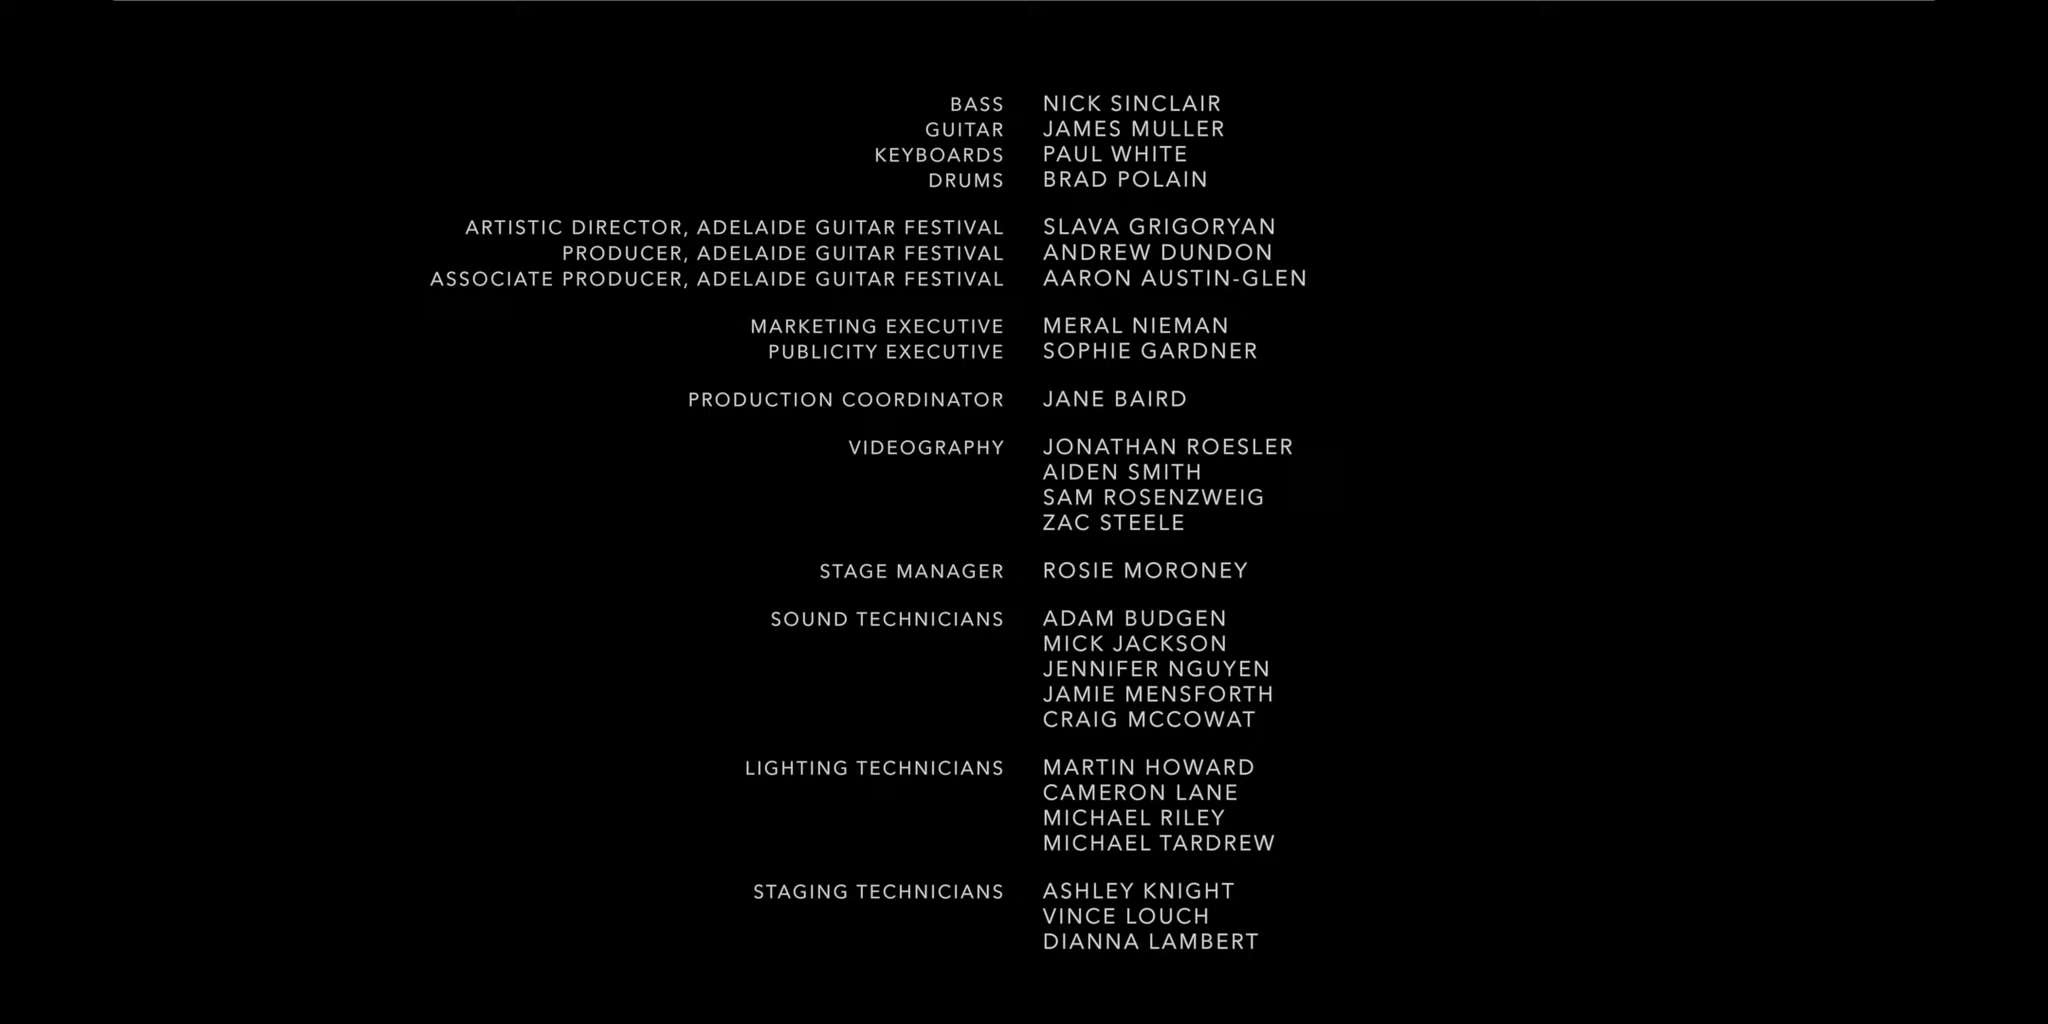 BASS NICK SINCLAIR
GUITAR JAMES MULLER
KEYBOARDS PAUL WHITE
DRUMS BRAD POLAIN
ARTISTIC DIRECTOR, ADELAIDE GUITAR FESTIVAL SLAVA GRIGORYAN
PRODUCER, ADELAIDE GUITAR FESTIVAL ANDREW DUNDON
ASSOCIATE PRODUCER, ADELAIDE GUITAR FESTIVAL AARON AUSTIN-GLEN
MARKETING EXECUTIVE MERAL NIEMAN
PUBLICITY EXECUTIVE SOPHIE GARDNER
PRODUCTION COORDINATOR JANE BAIRD
VIDEOGRAPHY JONATHAN ROESLER
AIDEN SMITH
SAM ROSENZWEIG
ZAC STEELE
STAGE MANAGER ROSIE MORONEY
SOUND TECHNICIANS ADAM BUDGEN
MICK JACKSON
JENNIFER NGUYEN
JAMIE MENSFORTH
CRAIG MCCOWAT
LIGHTING TECHNICIANS MARTIN HOWARD
CAMERON LANE
MICHAEL RILEY
MICHAEL TARDREW
STAGING TECHNICIANS ASHLEY KNIGHT
VINCE LOUCH
DIANNA LAMBERT